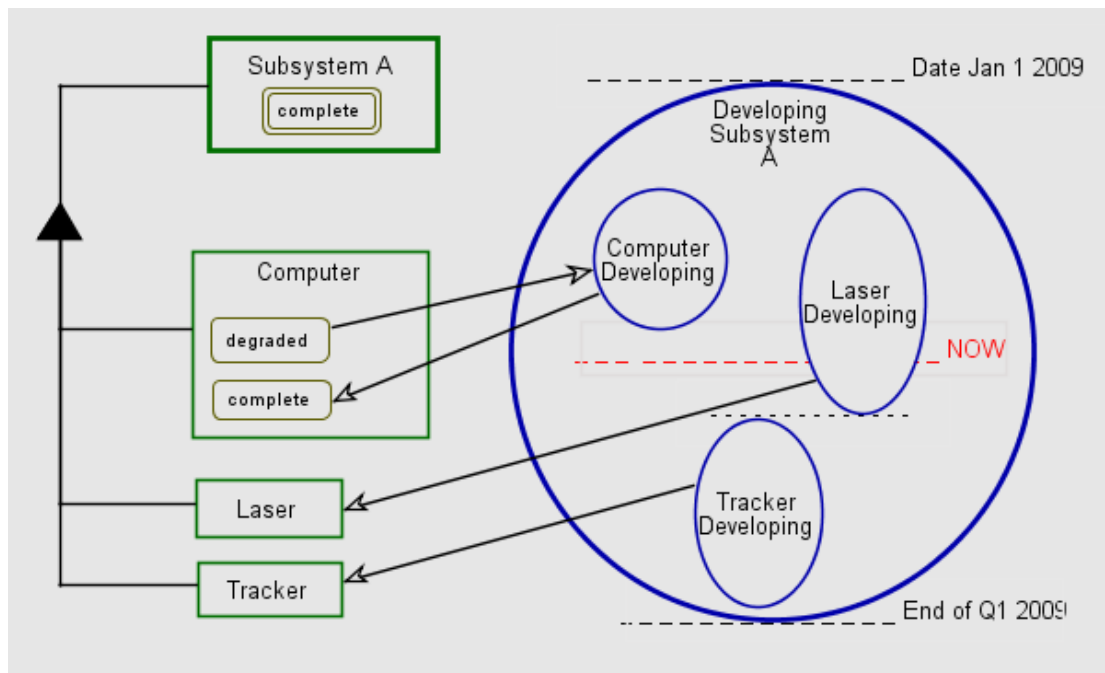 Subsystem A
complete
Date Jan 1 2009
Developing
Subsystem
A
Computer
degraded
complete
Computer
Developing
Laser
Developing
NOW
Laser
Tracker
Developing
Tracker
End of Q1 2009